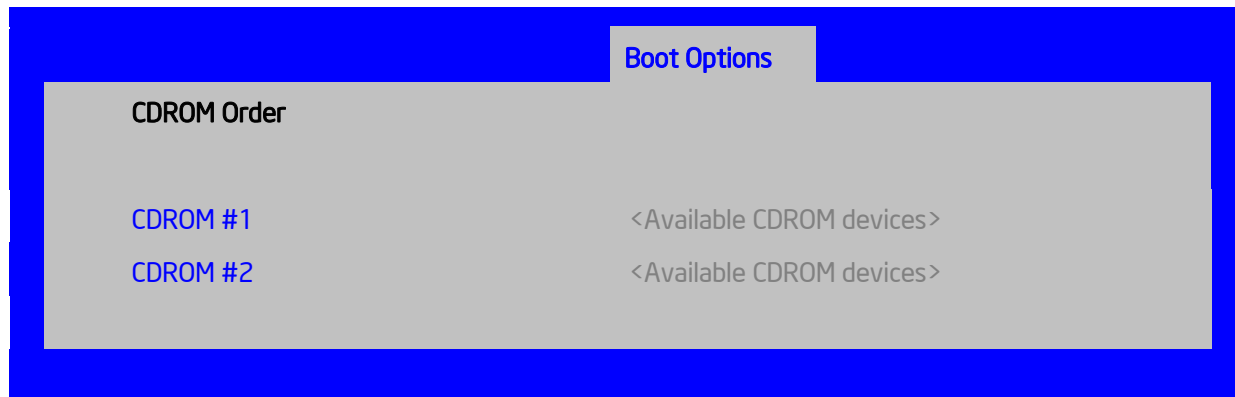 Boot Options
CDROM Order
CDROM #1 <Available CDROM devices>
CDROM #2 <Available CDROM devices>